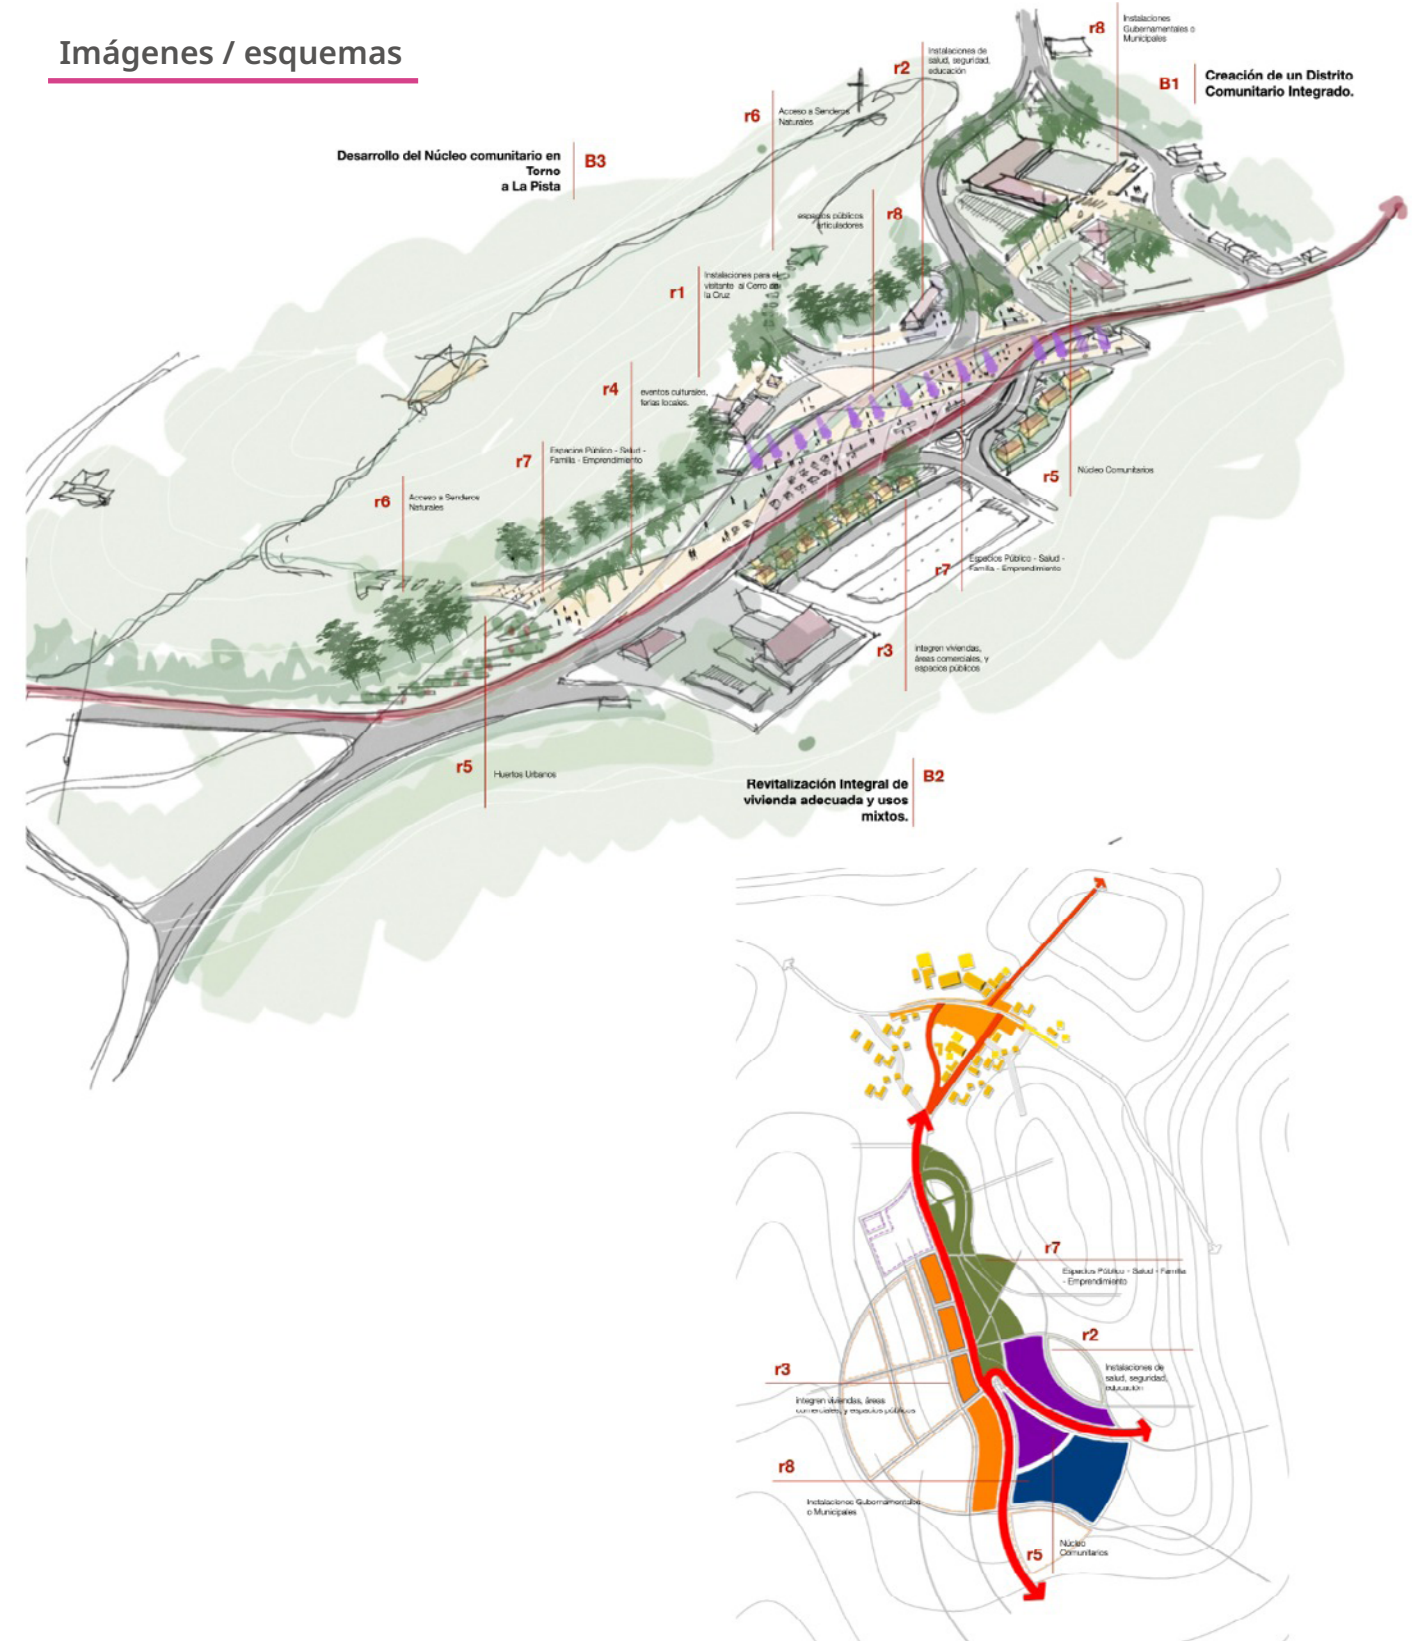 Imágenes / esquemas
r8
Instalaciones
Gubernamentales o
Municipales
r2
Instalaciones de
salud, seguridad,
educación
B1
Creación de un Distrito
Comunitario Integrado.
r6
Acceso a Senderos
Naturales
Desarrollo del Núcleo comunitario en
Torno
a La Pista
B3
espacios públicos
articuladores
r8
r1
Instalaciones para el
visitante al Cerro de
la Cruz
r4
eventos culturales,
ferias locales.
r7
Espacios Público - Salud -
Familia - Emprendimiento
r5
Núcleo Comunitarios
r6
Acceso a Senderos
Naturales
r7
Espacios Público - Salud -
Familia - Emprendimiento
r3
integren viviendas,
áreas comerciales, y
espacios públicos
r5
Huertos Urbanos
Revitalización Integral de
vivienda adecuada y usos
mixtos.
B2
r7
Espacios Público - Salud - Familia
- Emprendimiento
r2
Instalaciones de
salud, seguridad,
educación
r3
integren viviendas, áreas
comerciales, y espacios públicos
r8
Instalaciones Gubernamentales
o Municipales
r5
Núcleo
Comunitarios